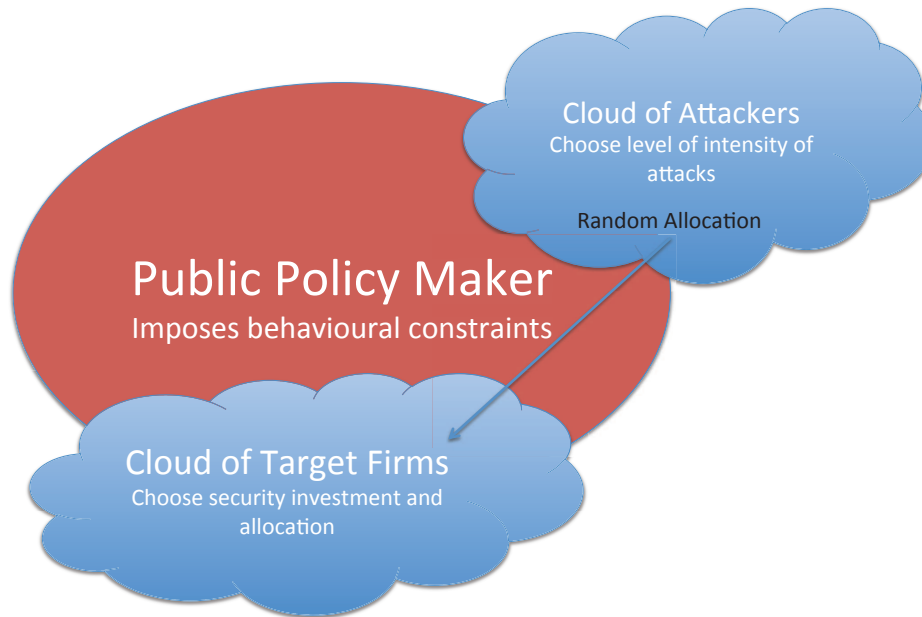 Cloud of Attackers
Choose level of intensity of
attacks
Random Allocation
Public Policy Maker
Imposes behavioural constraints
Cloud of Target Firms
Choose security investment and
allocation